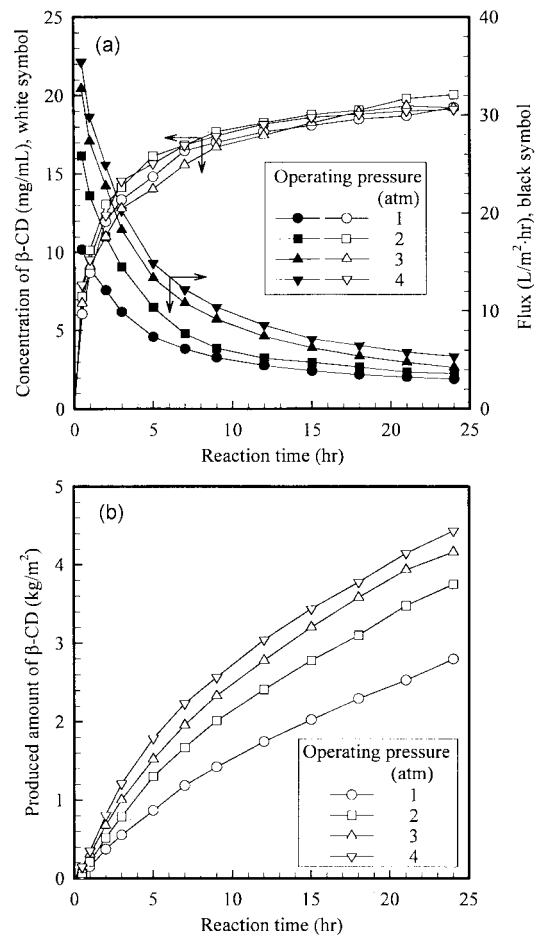 (a)
Concentration of β-CD (mg/mL), white symbol
25
20
15
10
5
0
40
30
20
10
0
Flux (L/m²·hr), black symbol
Operating pressure
(atm)
1
2
3
4
0 5 10 15 20 25
Reaction time (hr)
(b)
Produced amount of β-CD (kg/m²)
5
4
3
2
1
0
Operating pressure
(atm)
1
2
3
4
0 5 10 15 20 25
Reaction time (hr)